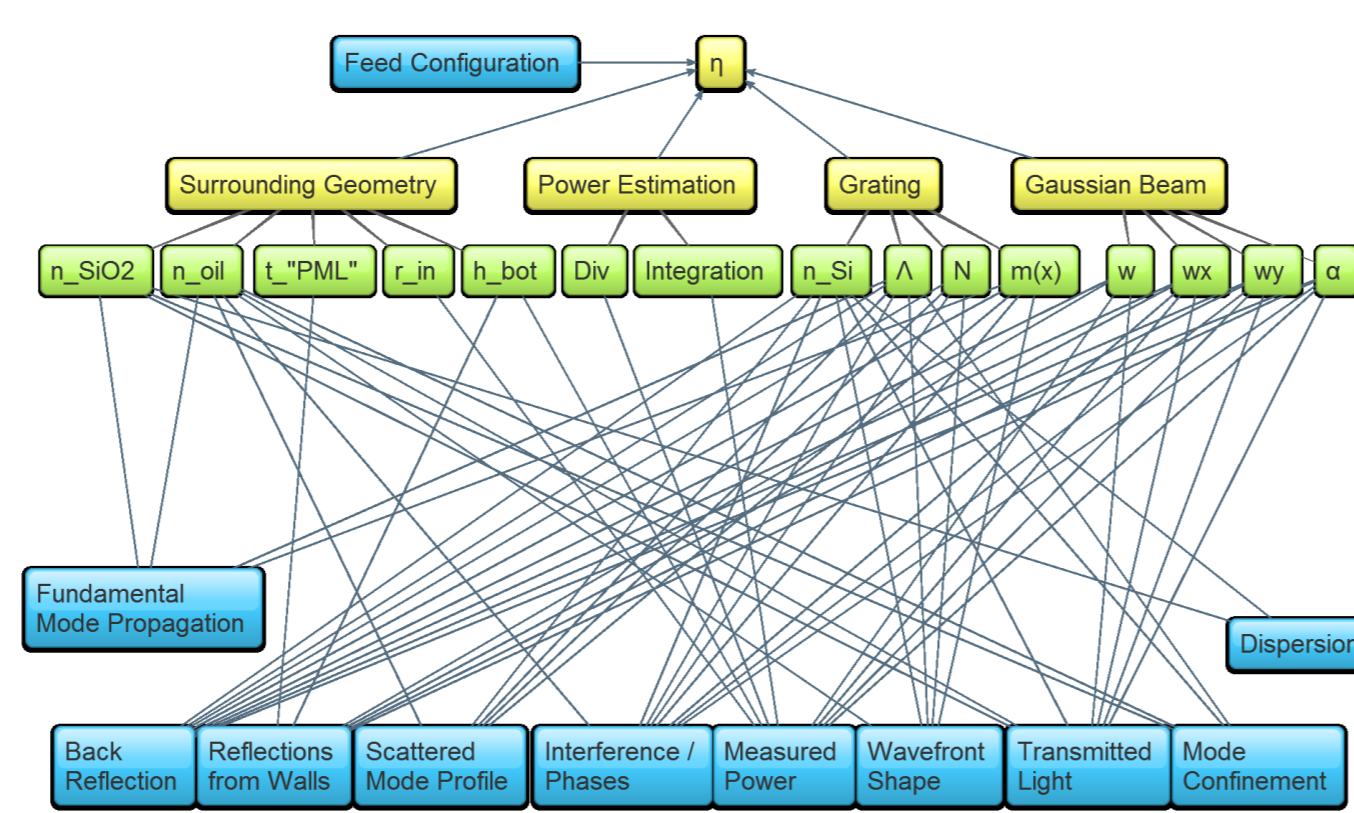 Feed Configuration
η
Surrounding Geometry
Power Estimation
Grating
Gaussian Beam
n_SiO2
n_oil
t_"PML"
r_in
h_bot
Div
Integration
n_Si
Λ
N
m(x)
w
wx
wy
α
Fundamental
Mode Propagation
Dispersion
Back
Reflection
Reflections
from Walls
Scattered
Mode Profile
Interference /
Phases
Measured
Power
Wavefront
Shape
Transmitted
Light
Mode
Confinement